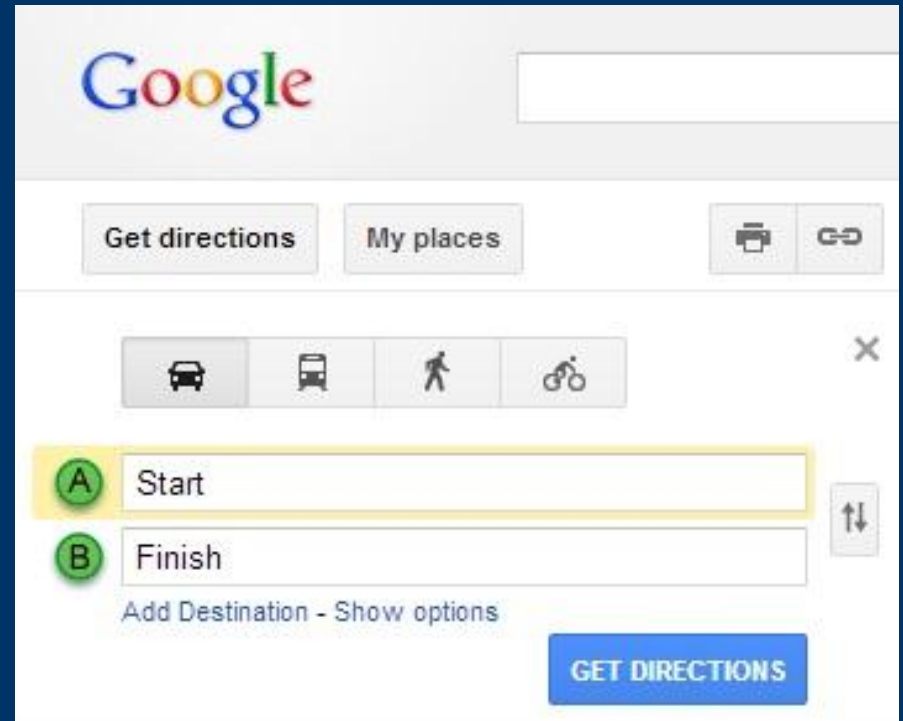 Google
Get directions My places
A Start
B Finish
Add Destination - Show options
GET DIRECTIONS